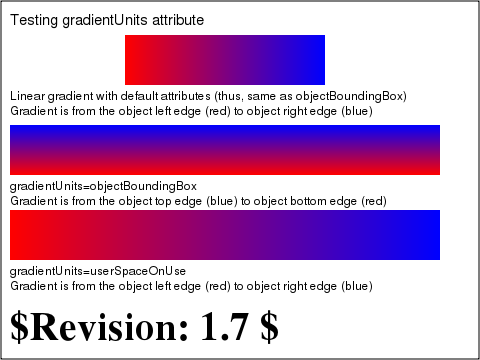 Testing gradientUnits attribute
Linear gradient with default attributes (thus, same as objectBoundingBox)
Gradient is from the object left edge (red) to object right edge (blue)
gradientUnits=objectBoundingBox
Gradient is from the object top edge (blue) to object bottom edge (red)
gradientUnits=userSpaceOnUse
Gradient is from the object left edge (red) to object right edge (blue)
$Revision: 1.7 $